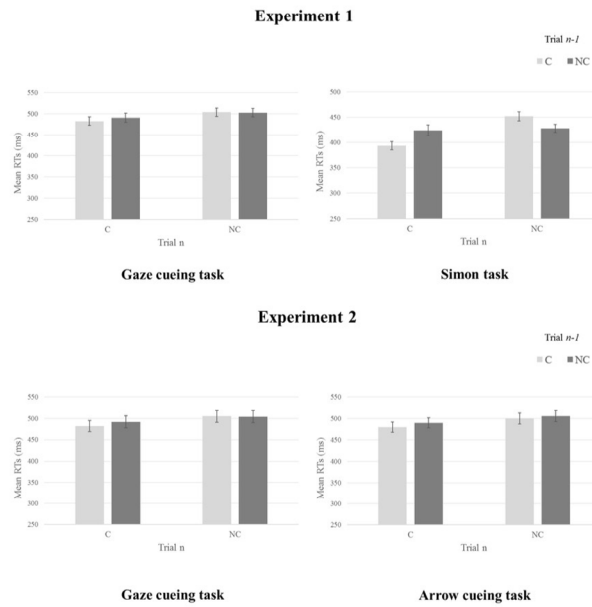 Experiment 1
Trial n-1
C NC
550
500
450
400
350
300
250
Mean RTs (ms)
C NC
Trial n
Gaze cueing task
500
450
400
350
300
250
Mean RTs (ms)
C NC
Trial n
Simon task
Experiment 2
Trial n-1
C NC
550
500
450
400
350
300
250
Mean RTs (ms)
C NC
Trial n
Gaze cueing task
550
500
450
400
350
300
250
Mean RTs (ms)
C NC
Trial n
Arrow cueing task